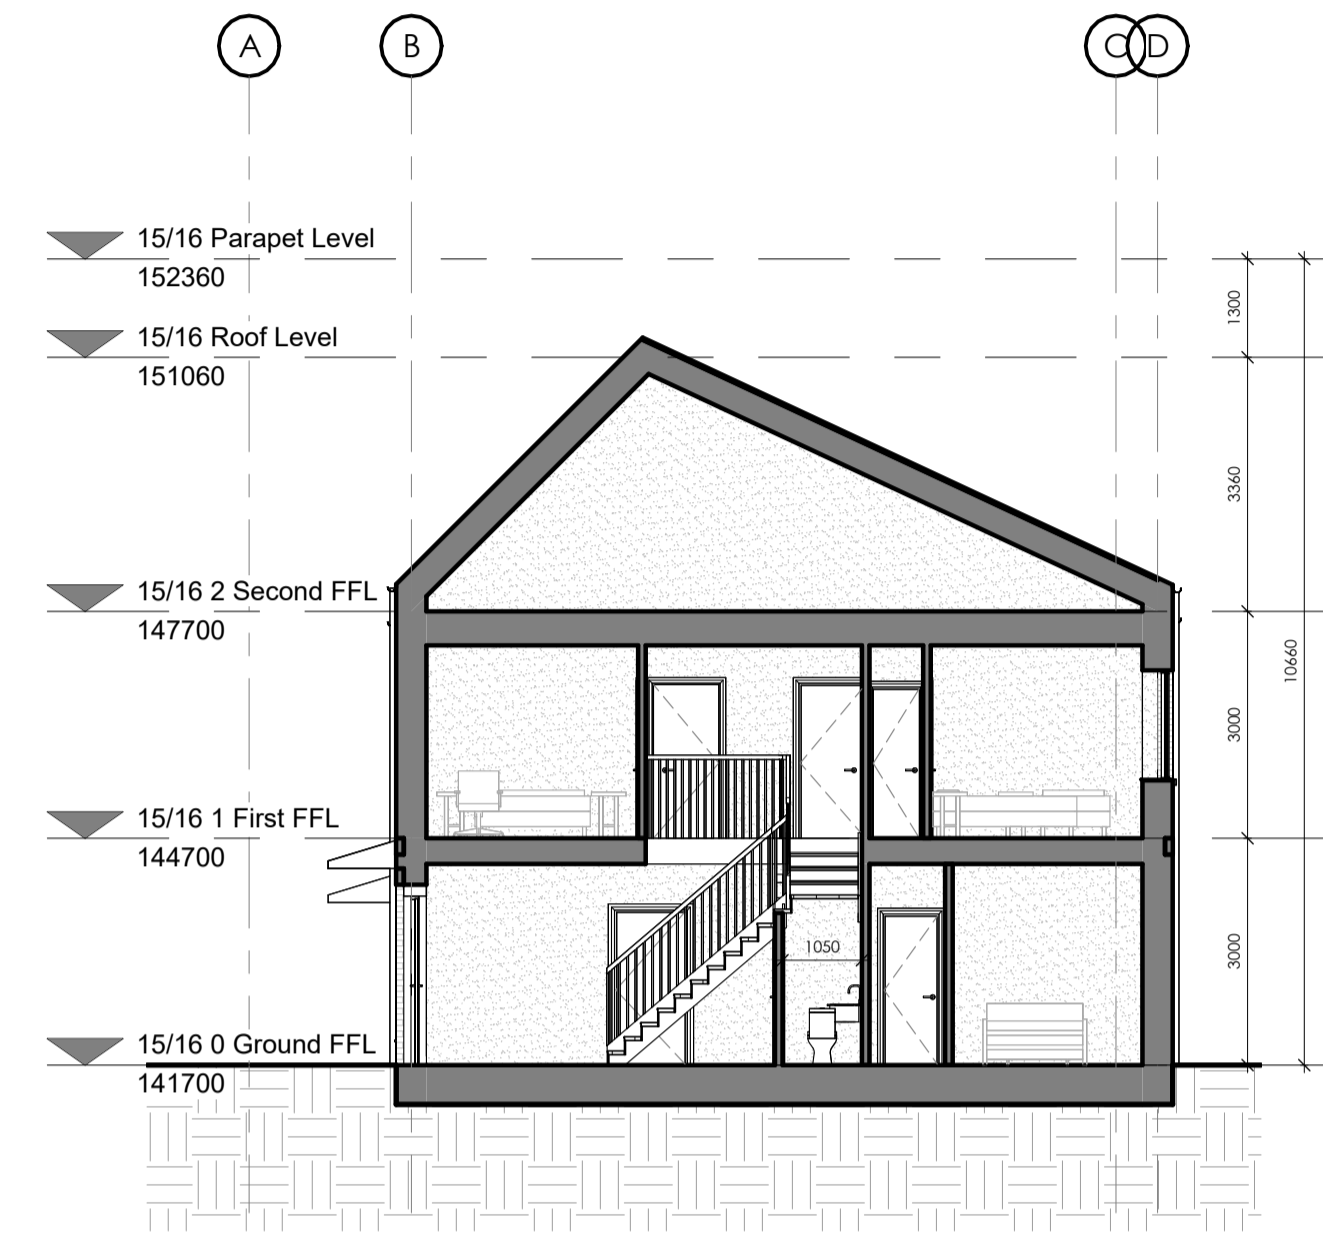 A B C D
15/16 Parapet Level
152360
1300
15/16 Roof Level
151060
3360
15/16 2 Second FFL
147700
10660
3000
15/16 1 First FFL
144700
1050
3000
15/16 0 Ground FFL
141700